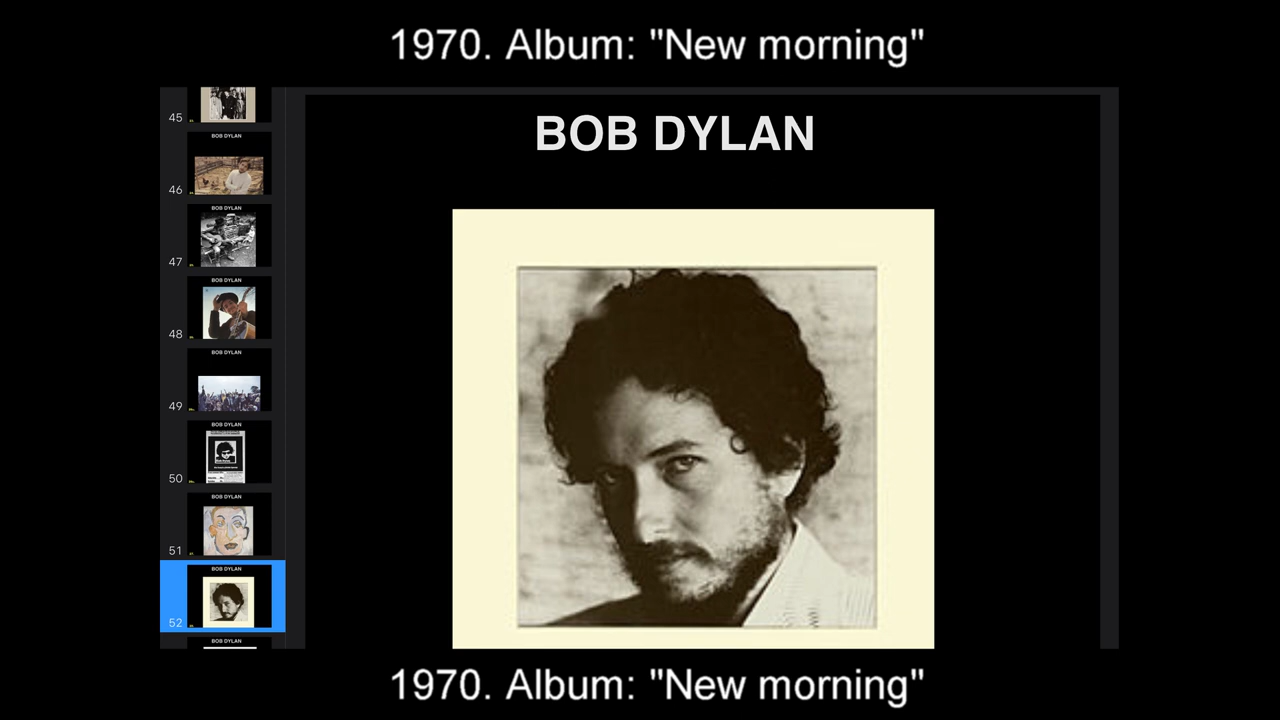 1970. Album: "New morning"
45
BOB DYLAN
46
BOB DYLAN
47
BOB DYLAN
48
BOB DYLAN
49
BOB DYLAN
50
BOB DYLAN
51
BOB DYLAN
52
BOB DYLAN
BOB DYLAN
1970. Album: "New morning"